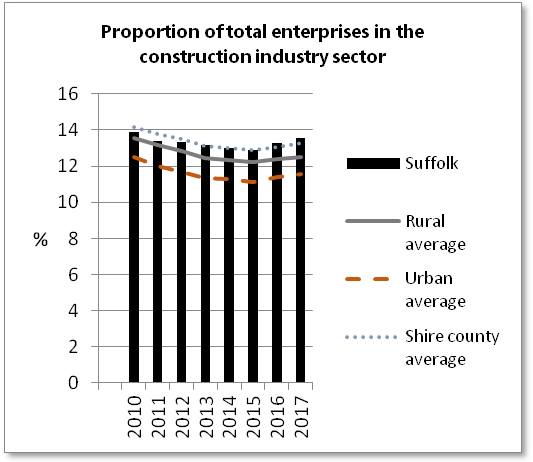 Proportion of total enterprises in the
construction industry sector
16
14
12
10
8
6
4
2
0
%
2010
2011
2012
2013
2014
2015
2016
2017
Suffolk
Rural
average
Urban
average
Shire county
average